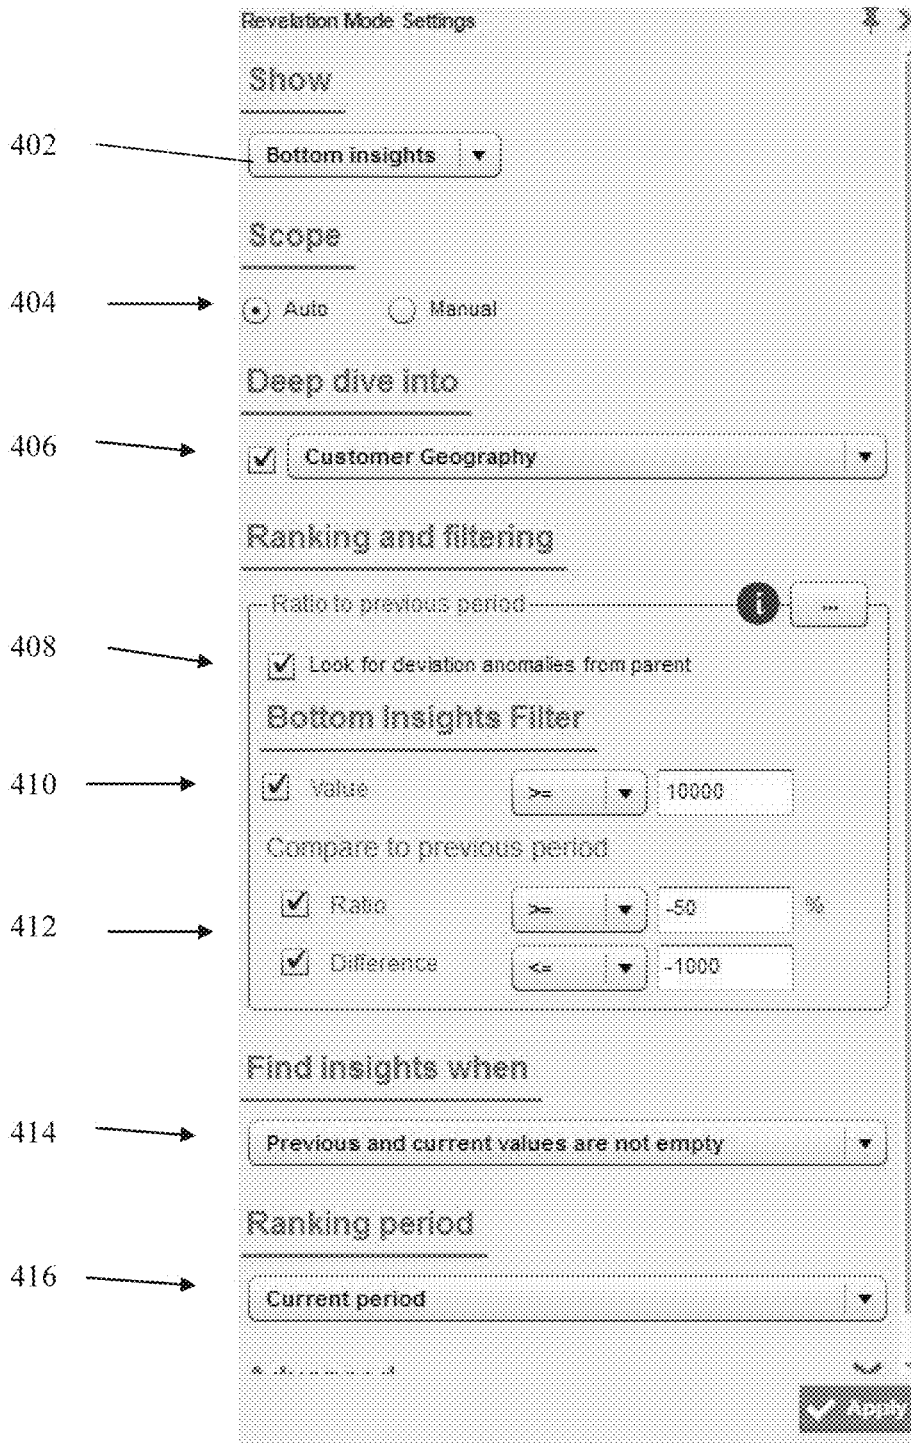 Revelation Mode Settings
Show
402
Bottom insights
Scope
404
Auto Manual
Deep dive into
406
Customer Geography
Ranking and filtering
Ratio to previous period i ...
408
Look for deviation anomalies from parent
Bottom Insights Filter
410
Value >= 10000
Compare to previous period
Ratio >= -50 %
412
Difference <= -1000
Find insights when
414
Previous and current values are not empty
Ranking period
416
Current period
Apply